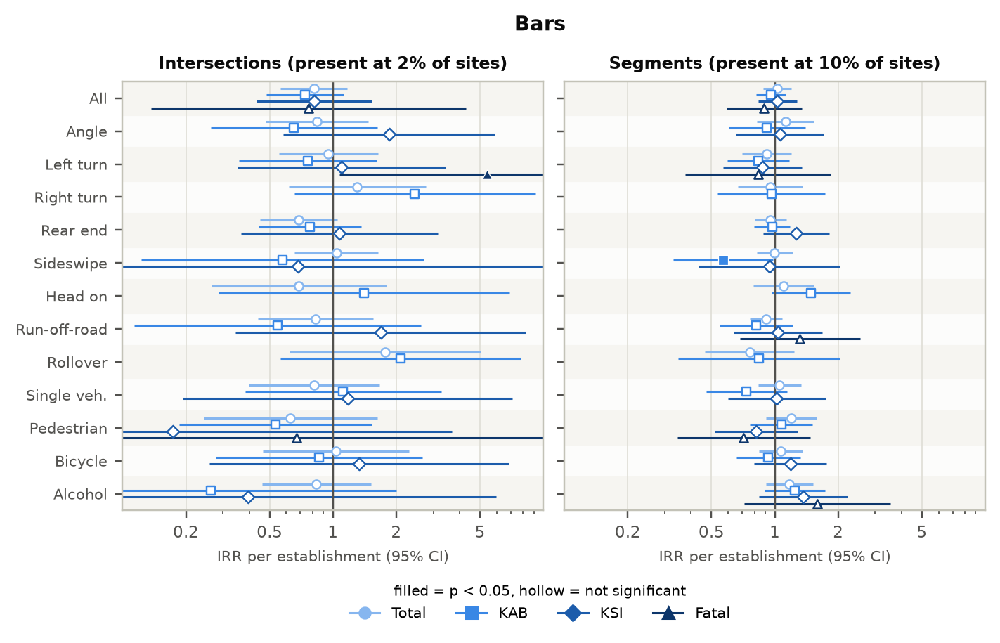 Bars
Intersections (present at 2% of sites)
Segments (present at 10% of sites)
All
Angle
Left turn
Right turn
Rear end
Sideswipe
Head on
Run-off-road
Rollover
Single veh.
Pedestrian
Bicycle
Alcohol
0.2 0.5 1 2 5
0.2 0.5 1 2 5
IRR per establishment (95% CI)
IRR per establishment (95% CI)
filled = p < 0.05, hollow = not significant
Total KAB KSI Fatal